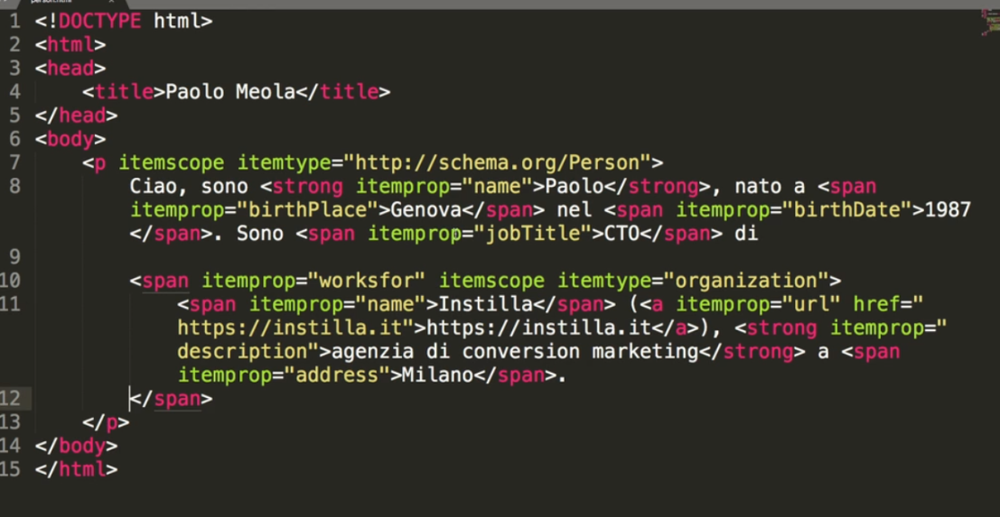 person.html
1 <!DOCTYPE html>
2 <html>
3 <head>
4 <title>Paolo Meola</title>
5 </head>
6 <body>
7 <p itemscope itemtype="http://schema.org/Person">
8 Ciao, sono <strong itemprop="name">Paolo</strong>, nato a <span
itemprop="birthPlace">Genova</span> nel <span itemprop="birthDate">1987
</span>. Sono <span itemprop="jobTitle">CTO</span> di
9
10 <span itemprop="worksfor" itemscope itemtype="organization">
11 <span itemprop="name">Instilla</span> (<a itemprop="url" href="
https://instilla.it">https://instilla.it</a>), <strong itemprop="
description">agenzia di conversion marketing</strong> a <span
itemprop="address">Milano</span>.
12 </span>
13 </p>
14 </body>
15 </html>